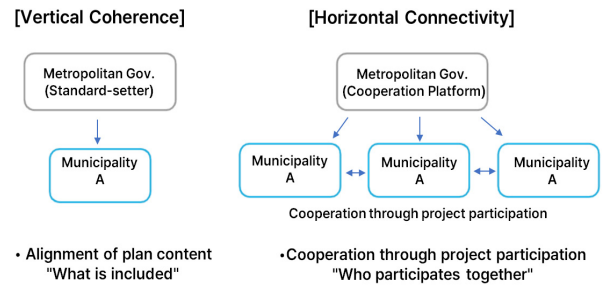 [Vertical Coherence]
Metropolitan Gov.
(Standard-setter)
Municipality
A
• Alignment of plan content
"What is included"
[Horizontal Connectivity]
Metropolitan Gov.
(Cooperation Platform)
Municipality
A
Municipality
A
Municipality
A
Cooperation through project participation
•Cooperation through project participation
"Who participates together"